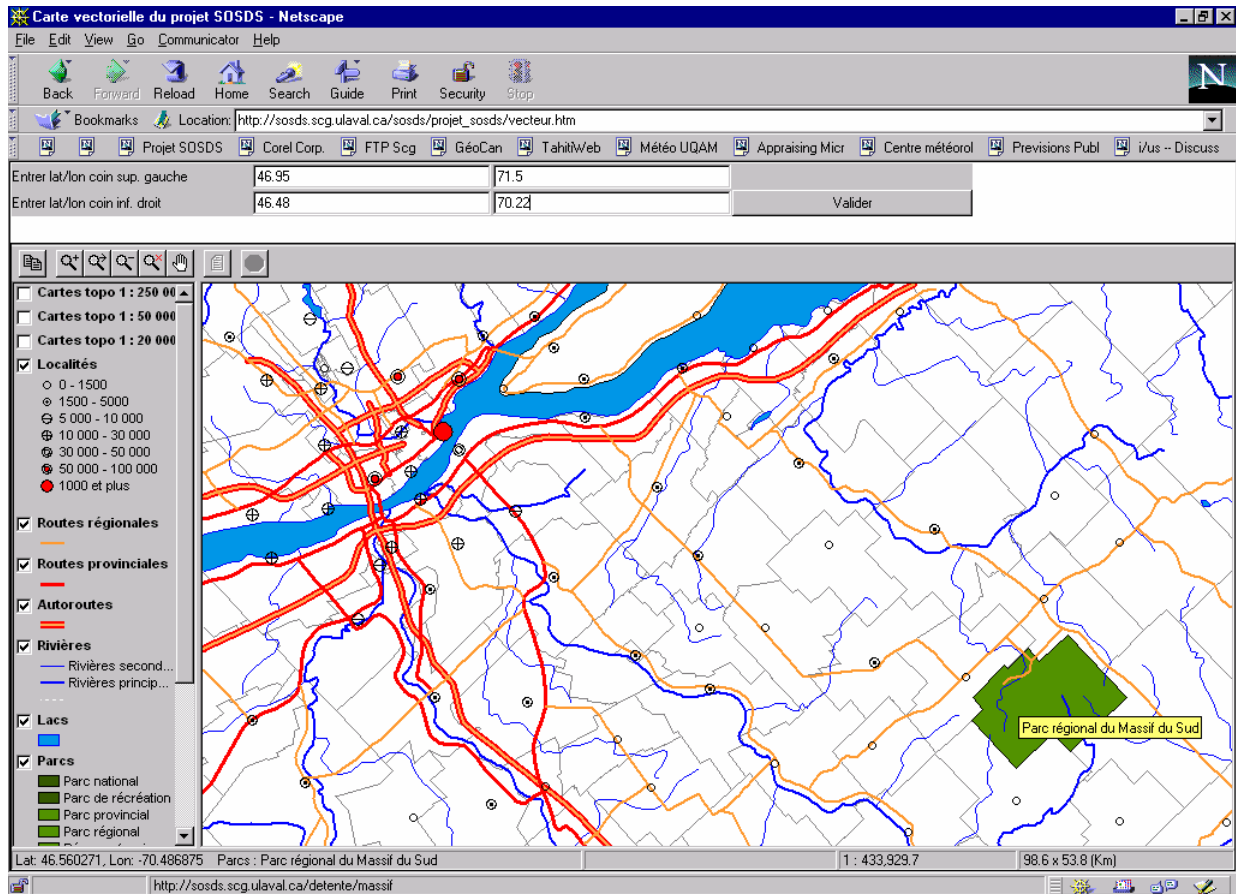 Carte vectorielle du projet SOSDS - Netscape
File Edit View Go Communicator Help
Back Forward Reload Home Search Guide Print Security Stop
N
Bookmarks Location: http://sosds.scg.ulaval.ca/sosds/projet_sosds/vecteur.htm
Projet SOSDS Corel Corp. FTP Scg GéoCan TahitiWeb Météo UQAM Appraising Micr Centre météorol Previsions Publ i/us -- Discuss
Entrer lat/lon coin sup. gauche 46.95 71.5
Entrer lat/lon coin inf. droit 46.48 70.22 Valider
Cartes topo 1 : 250 00
Cartes topo 1 : 50 000
Cartes topo 1 : 20 000
Localités
0 - 1500
1500 - 5000
5 000 - 10 000
10 000 - 30 000
30 000 - 50 000
50 000 - 100 000
1000 et plus
Routes régionales
Routes provinciales
Autoroutes
Rivières
Rivières second...
Rivières princip...
Lacs
Parcs
Parc national
Parc de récréation
Parc provincial
Parc régional
Parc régional du Massif du Sud
Lat: 46.560271, Lon: -70.486875 Parcs : Parc régional du Massif du Sud 1 : 433,929.7 98.6 x 53.8 (Km)
http://sosds.scg.ulaval.ca/detente/massif